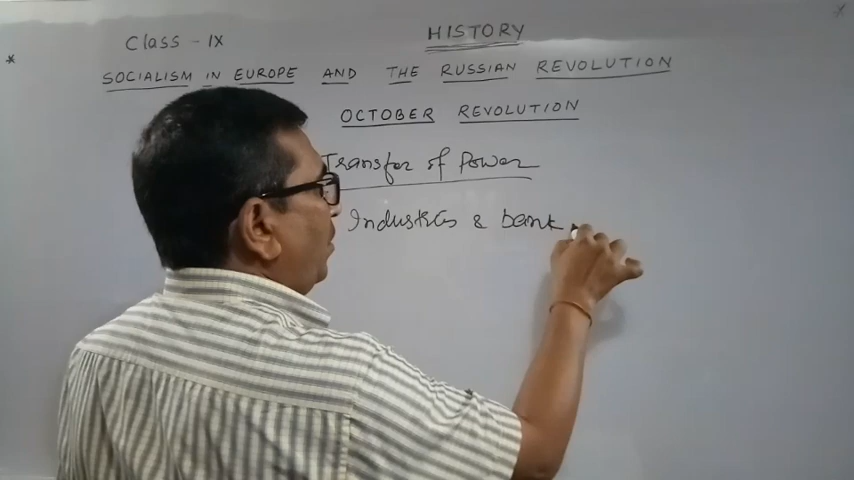 Class - IX
HISTORY
SOCIALISM IN EUROPE AND THE RUSSIAN REVOLUTION
OCTOBER REVOLUTION
Transfer of Power
Industries & bank